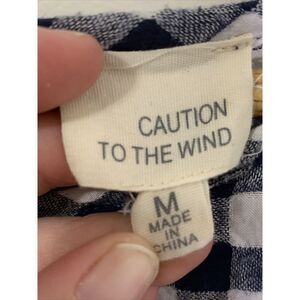 CAUTION
TO THE WIND
M
MADE
IN
CHINA